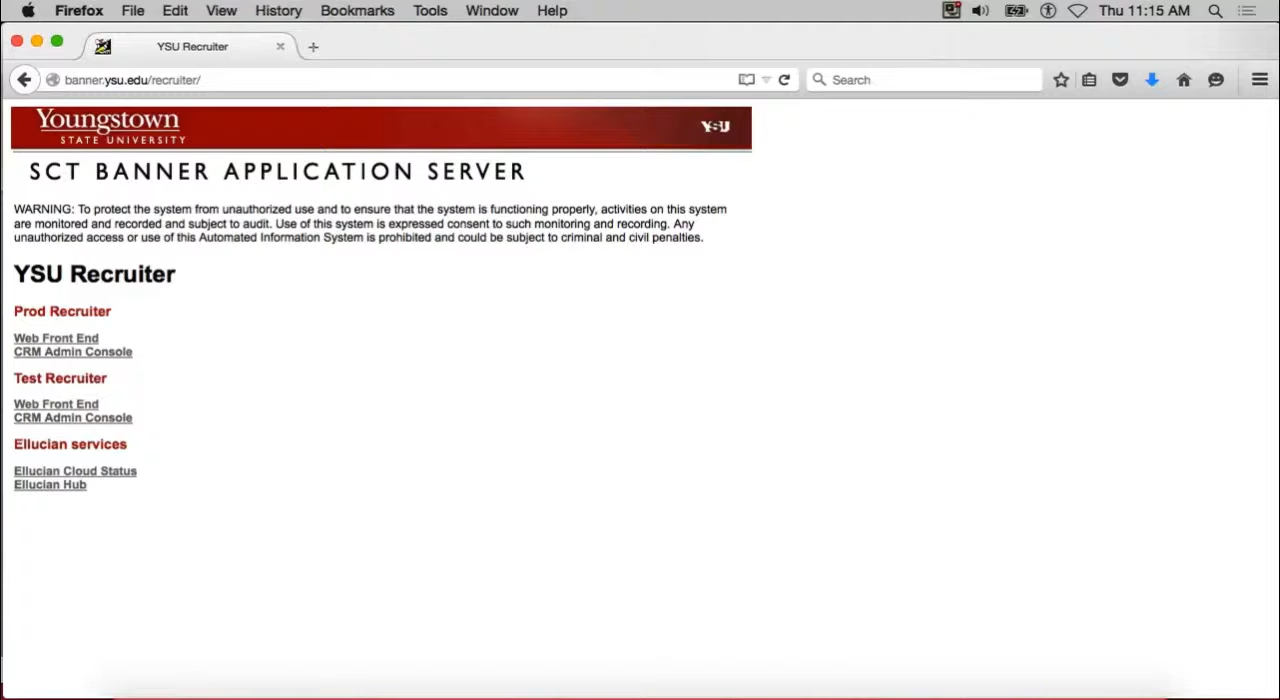 Firefox File Edit View History Bookmarks Tools Window Help Thu 11:15 AM
YSU Recruiter
banner.ysu.edu/recruiter/ Search
Youngstown
STATE UNIVERSITY
YSU
SCT BANNER APPLICATION SERVER
WARNING: To protect the system from unauthorized use and to ensure that the system is functioning properly, activities on this system
are monitored and recorded and subject to audit. Use of this system is expressed consent to such monitoring and recording. Any
unauthorized access or use of this Automated Information System is prohibited and could be subject to criminal and civil penalties.
YSU Recruiter
Prod Recruiter
Web Front End
CRM Admin Console
Test Recruiter
Web Front End
CRM Admin Console
Ellucian services
Ellucian Cloud Status
Ellucian Hub